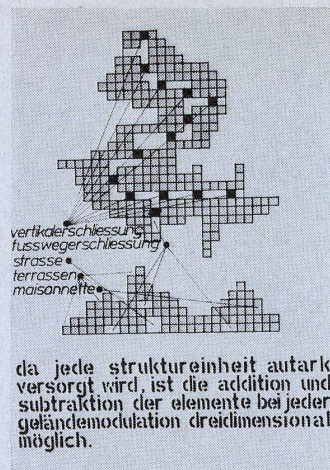 vertikalerschliessung
fusswegerschliessung
strasse
terrassen
maisonnette
da jede struktureinheit autark
versorgt wird, ist die addition und
subtraktion der elemente bei jeder
geländemodulation dreidimensional
möglich.